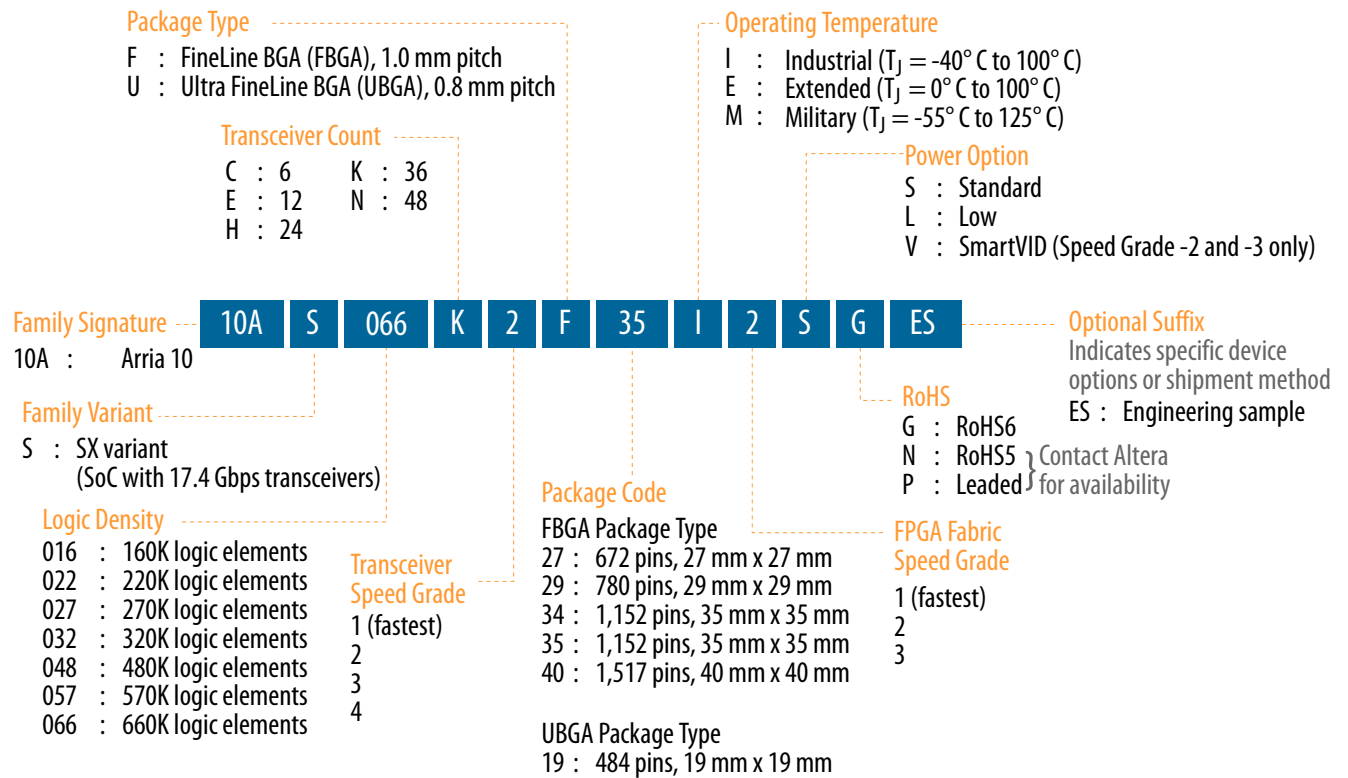 Package Type
F : FineLine BGA (FBGA), 1.0 mm pitch
U : Ultra FineLine BGA (UBGA), 0.8 mm pitch
Operating Temperature
I : Industrial (TJ = -40° C to 100° C)
E : Extended (TJ = 0° C to 100° C)
M : Military (TJ = -55° C to 125° C)
Transceiver Count
C : 6 K : 36
E : 12 N : 48
H : 24
Power Option
S : Standard
L : Low
V : SmartVID (Speed Grade -2 and -3 only)
Family Signature
10A : Arria 10
10A S 066 K 2 F 35 I 2 S G ES
Optional Suffix
Indicates specific device
options or shipment method
ES : Engineering sample
Family Variant
S : SX variant
(SoC with 17.4 Gbps transceivers)
RoHS
G : RoHS6
N : RoHS5
P : Leaded
} Contact Altera
for availability
Logic Density
016 : 160K logic elements
022 : 220K logic elements
027 : 270K logic elements
032 : 320K logic elements
048 : 480K logic elements
057 : 570K logic elements
066 : 660K logic elements
Transceiver
Speed Grade
1 (fastest)
2
3
4
Package Code
FBGA Package Type
27 : 672 pins, 27 mm x 27 mm
29 : 780 pins, 29 mm x 29 mm
34 : 1,152 pins, 35 mm x 35 mm
35 : 1,152 pins, 35 mm x 35 mm
40 : 1,517 pins, 40 mm x 40 mm
UBGA Package Type
19 : 484 pins, 19 mm x 19 mm
FPGA Fabric
Speed Grade
1 (fastest)
2
3